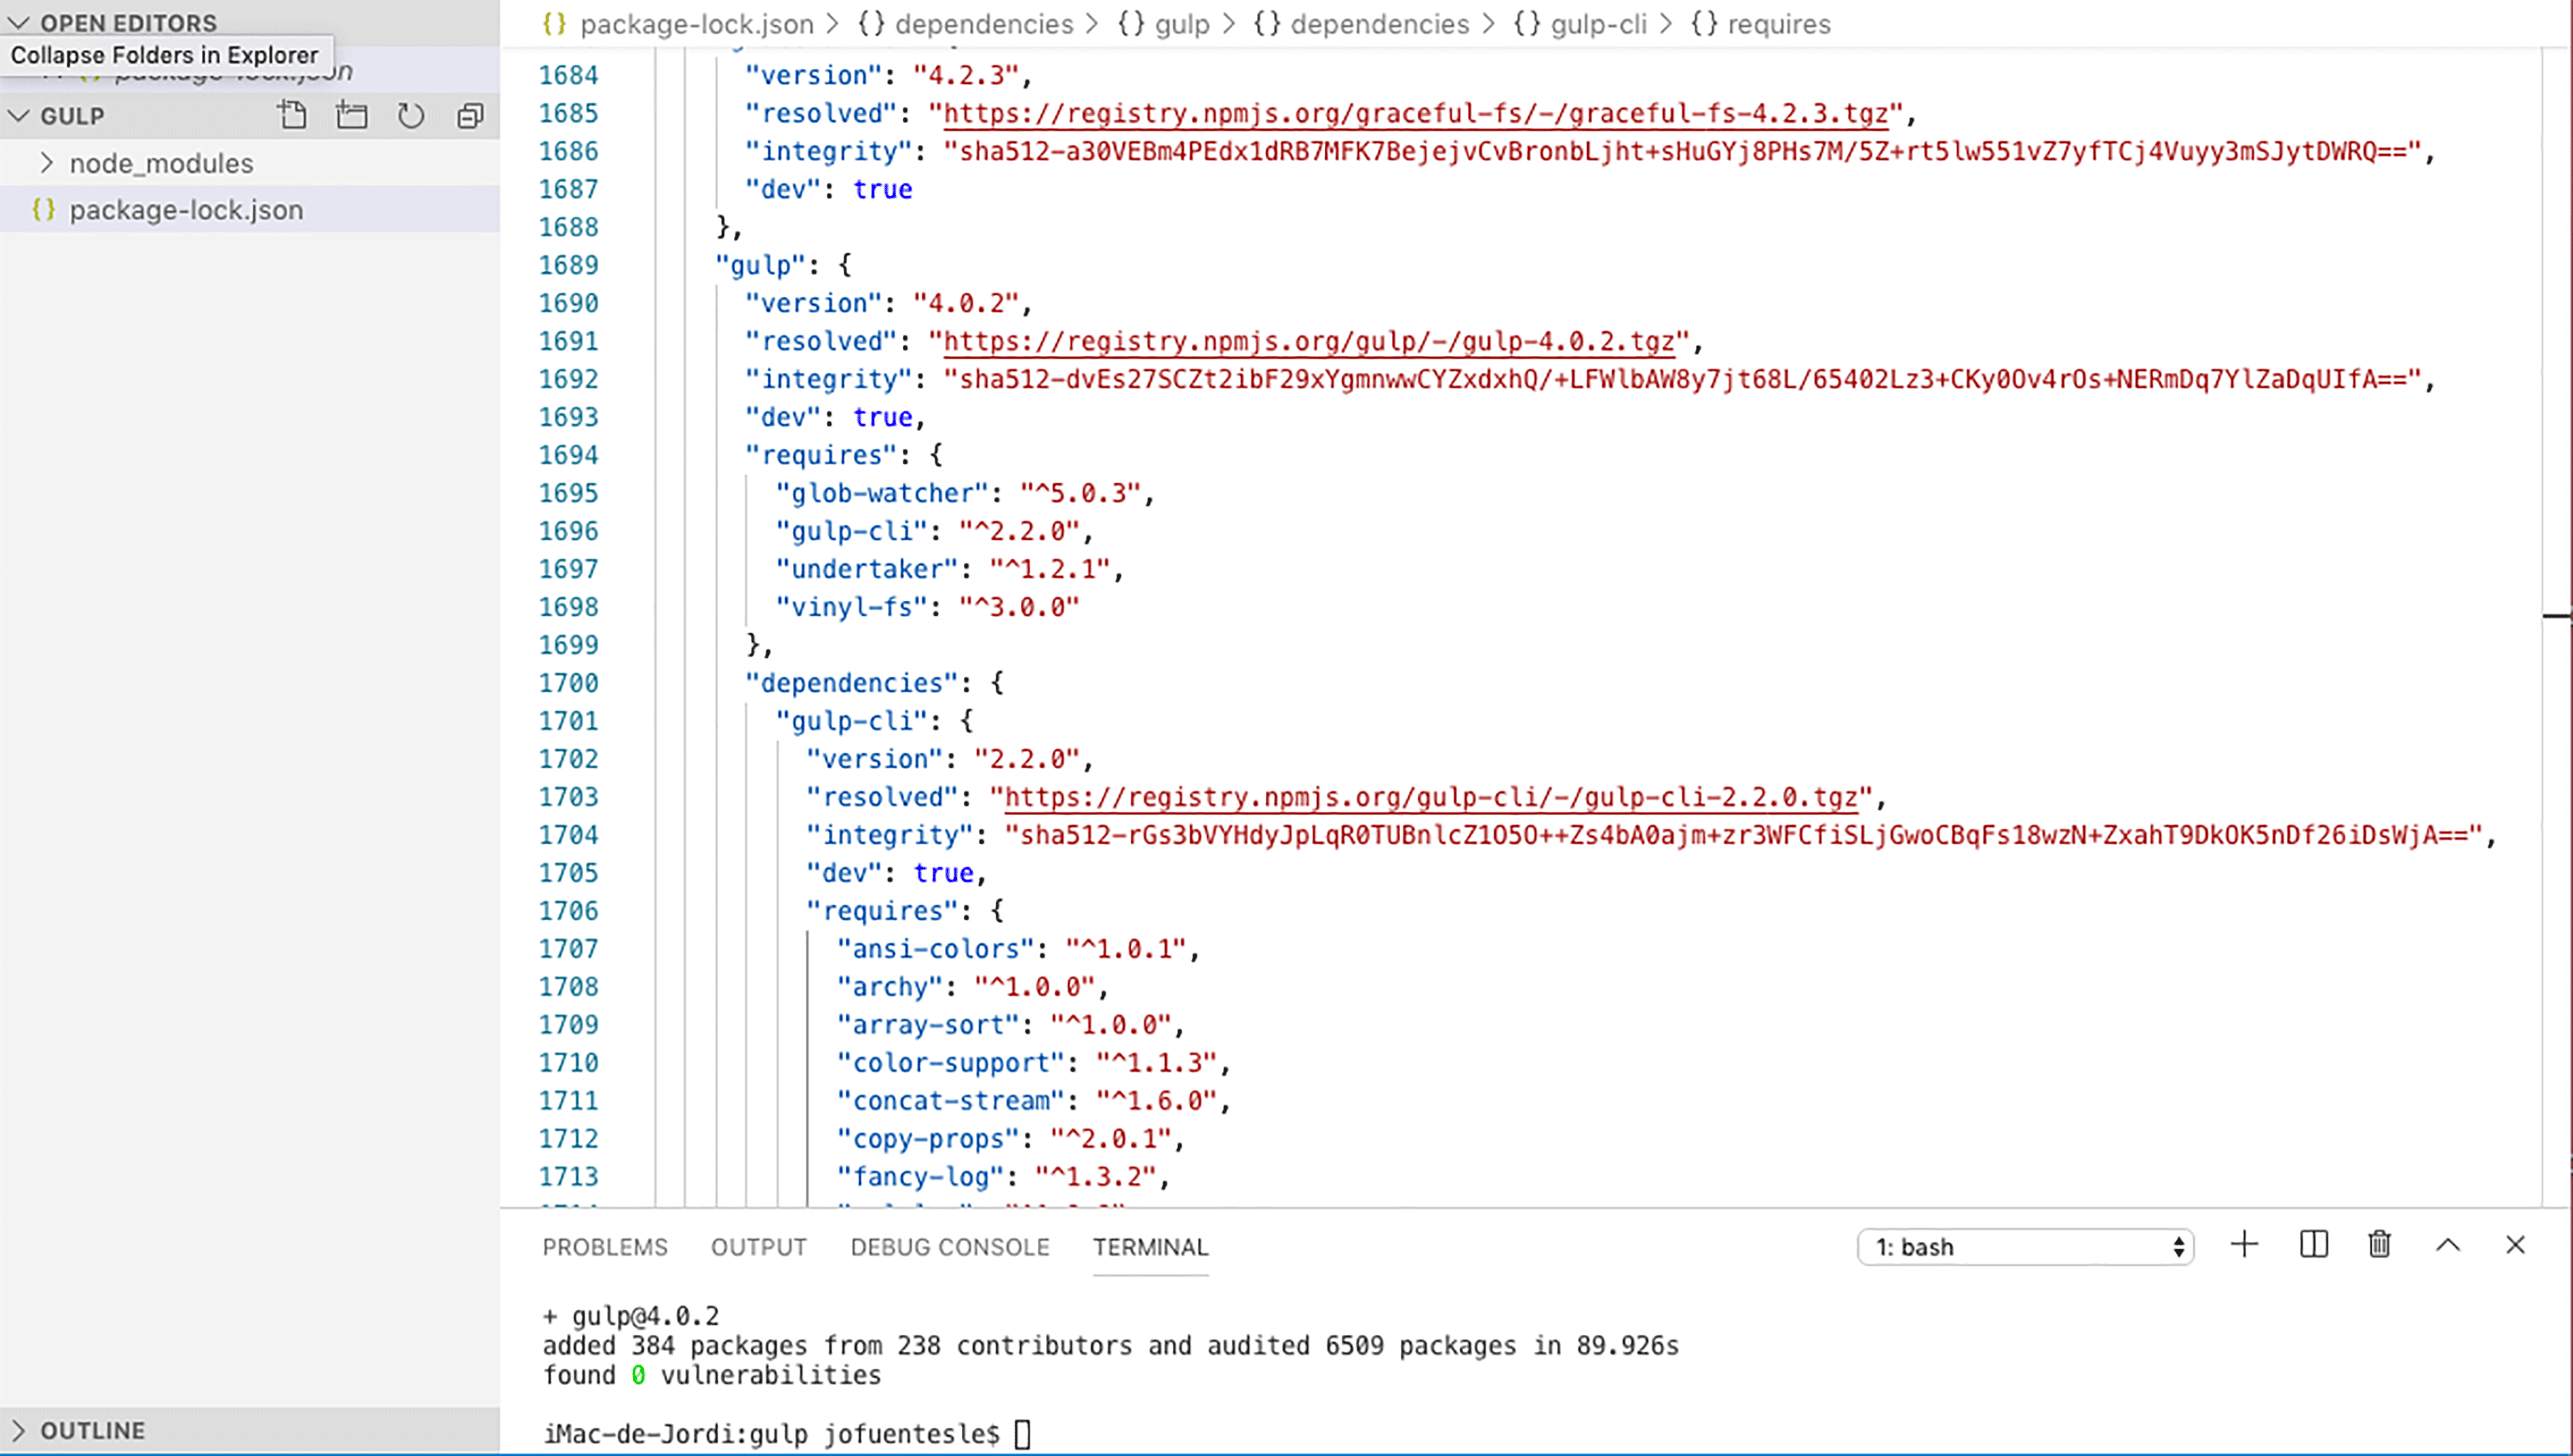 OPEN EDITORS
Collapse Folders in Explorer
package-lock.json
GULP
node_modules
{} package-lock.json
OUTLINE
{} package-lock.json > {} dependencies > {} gulp > {} dependencies > {} gulp-cli > {} requires
1684 "version": "4.2.3",
1685 "resolved": "https://registry.npmjs.org/graceful-fs/-/graceful-fs-4.2.3.tgz",
1686 "integrity": "sha512-a30VEBm4PEdx1dRB7MFK7BejejvCvBronbLjht+sHuGYj8PHs7M/5Z+rt5lw551vZ7yfTCj4Vuyy3mSJytDWRQ==",
1687 "dev": true
1688 },
1689 "gulp": {
1690 "version": "4.0.2",
1691 "resolved": "https://registry.npmjs.org/gulp/-/gulp-4.0.2.tgz",
1692 "integrity": "sha512-dvEs27SCZt2ibF29xYgmnwwCYZxdxhQ/+LFWlbAW8y7jt68L/65402Lz3+CKy0Ov4rOs+NERmDq7YlZaDqUIfA==",
1693 "dev": true,
1694 "requires": {
1695 "glob-watcher": "^5.0.3",
1696 "gulp-cli": "^2.2.0",
1697 "undertaker": "^1.2.1",
1698 "vinyl-fs": "^3.0.0"
1699 },
1700 "dependencies": {
1701 "gulp-cli": {
1702 "version": "2.2.0",
1703 "resolved": "https://registry.npmjs.org/gulp-cli/-/gulp-cli-2.2.0.tgz",
1704 "integrity": "sha512-rGs3bVYHdyJpLqR0TUBnlcZ1O5O++Zs4bA0ajm+zr3WFCfiSLjGwoCBqFs18wzN+ZxahT9DkOK5nDf26iDsWjA==",
1705 "dev": true,
1706 "requires": {
1707 "ansi-colors": "^1.0.1",
1708 "archy": "^1.0.0",
1709 "array-sort": "^1.0.0",
1710 "color-support": "^1.1.3",
1711 "concat-stream": "^1.6.0",
1712 "copy-props": "^2.0.1",
1713 "fancy-log": "^1.3.2",
PROBLEMS OUTPUT DEBUG CONSOLE TERMINAL 1: bash
+ gulp@4.0.2
added 384 packages from 238 contributors and audited 6509 packages in 89.926s
found 0 vulnerabilities
iMac-de-Jordi:gulp jofuentesle$